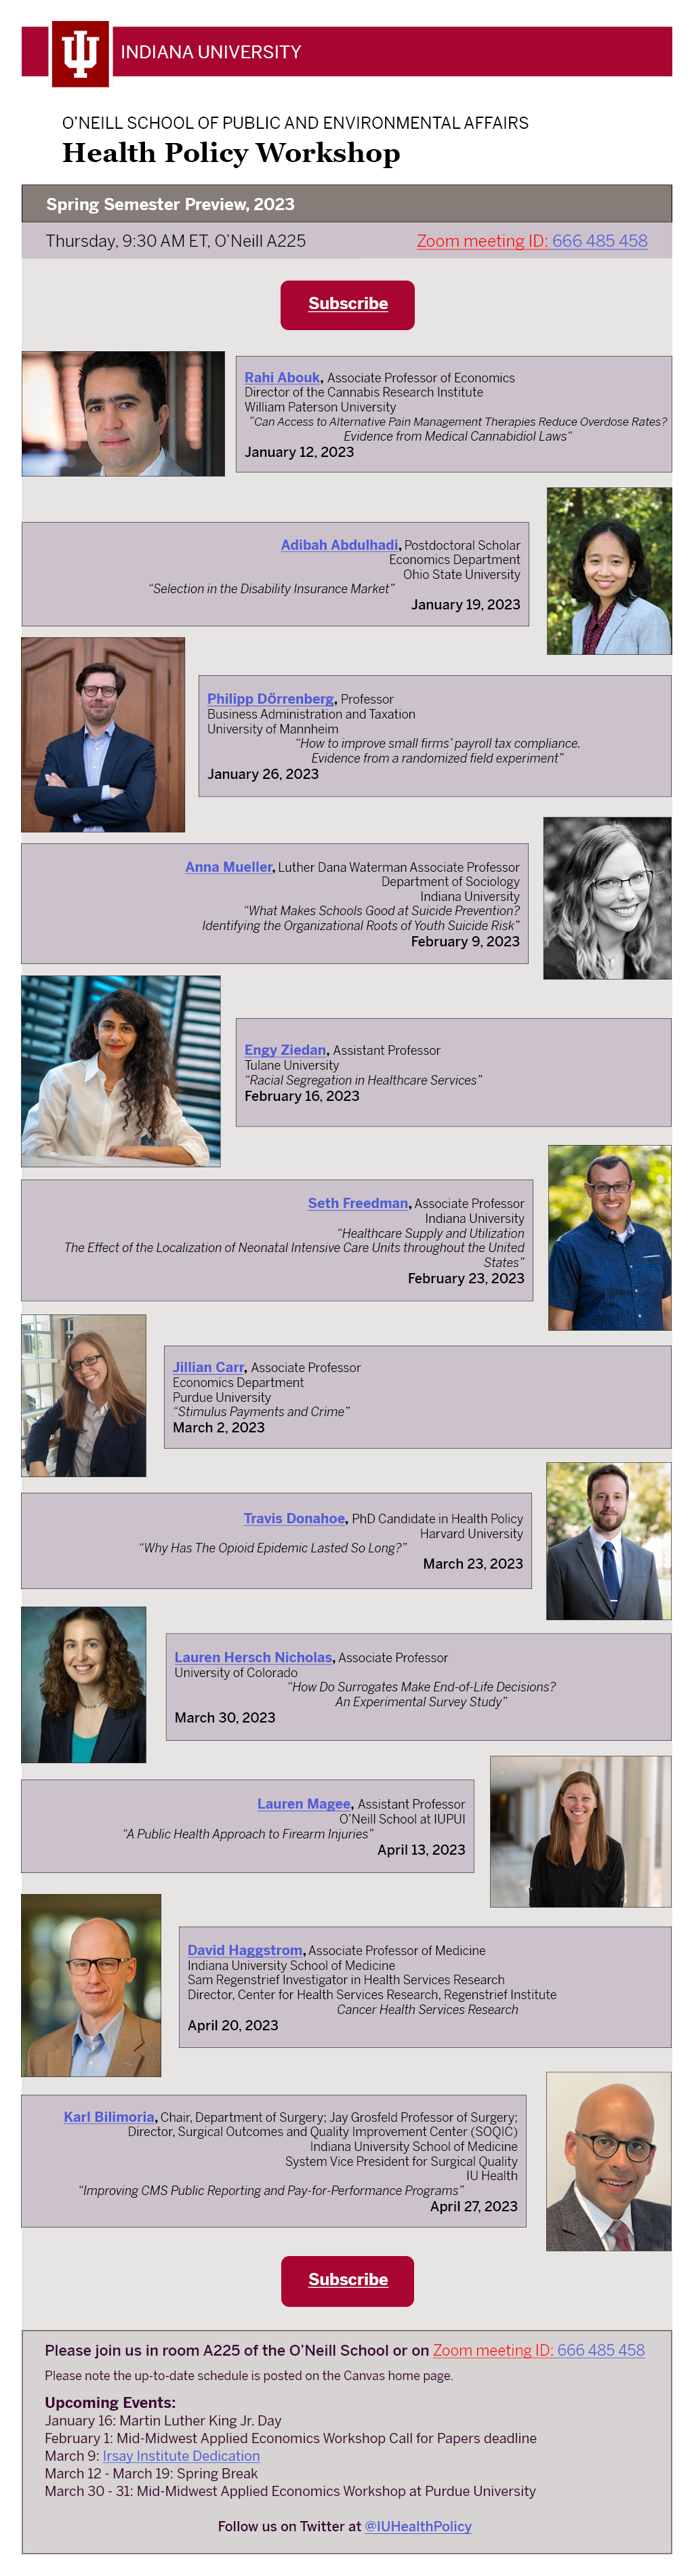 INDIANA UNIVERSITY
O'NEILL SCHOOL OF PUBLIC AND ENVIRONMENTAL AFFAIRS
Health Policy Workshop
Spring Semester Preview, 2023
Thursday, 9:30 AM ET, O'Neill A225
Zoom meeting ID: 666 485 458
Subscribe
Rahi Abouk, Associate Professor of Economics
Director of the Cannabis Research Institute
William Paterson University
"Can Access to Alternative Pain Management Therapies Reduce Overdose Rates?
Evidence from Medical Cannabidiol Laws"
January 12, 2023
Adibah Abdulhadi, Postdoctoral Scholar
Economics Department
Ohio State University
"Selection in the Disability Insurance Market"
January 19, 2023
Philipp Dörrenberg, Professor
Business Administration and Taxation
University of Mannheim
"How to improve small firms' payroll tax compliance.
Evidence from a randomized field experiment"
January 26, 2023
Anna Mueller, Luther Dana Waterman Associate Professor
Department of Sociology
Indiana University
"What Makes Schools Good at Suicide Prevention?
Identifying the Organizational Roots of Youth Suicide Risk"
February 9, 2023
Engy Ziedan, Assistant Professor
Tulane University
"Racial Segregation in Healthcare Services"
February 16, 2023
Seth Freedman, Associate Professor
Indiana University
"Healthcare Supply and Utilization
The Effect of the Localization of Neonatal Intensive Care Units throughout the United
States"
February 23, 2023
Jillian Carr, Associate Professor
Economics Department
Purdue University
"Stimulus Payments and Crime"
March 2, 2023
Travis Donahoe, PhD Candidate in Health Policy
Harvard University
"Why Has The Opioid Epidemic Lasted So Long?"
March 23, 2023
Lauren Hersch Nicholas, Associate Professor
University of Colorado
"How Do Surrogates Make End-of-Life Decisions?
An Experimental Survey Study"
March 30, 2023
Lauren Magee, Assistant Professor
O'Neill School at IUPUI
"A Public Health Approach to Firearm Injuries"
April 13, 2023
David Haggstrom, Associate Professor of Medicine
Indiana University School of Medicine
Sam Regenstrief Investigator in Health Services Research
Director, Center for Health Services Research, Regenstrief Institute
Cancer Health Services Research
April 20, 2023
Karl Bilimoria, Chair, Department of Surgery; Jay Grosfeld Professor of Surgery;
Director, Surgical Outcomes and Quality Improvement Center (SOQIC)
Indiana University School of Medicine
System Vice President for Surgical Quality
IU Health
"Improving CMS Public Reporting and Pay-for-Performance Programs"
April 27, 2023
Subscribe
Please join us in room A225 of the O'Neill School or on Zoom meeting ID: 666 485 458
Please note the up-to-date schedule is posted on the Canvas home page.
Upcoming Events:
January 16: Martin Luther King Jr. Day
February 1: Mid-Midwest Applied Economics Workshop Call for Papers deadline
March 9: Irsay Institute Dedication
March 12 - March 19: Spring Break
March 30 - 31: Mid-Midwest Applied Economics Workshop at Purdue University
Follow us on Twitter at @IUHealthPolicy